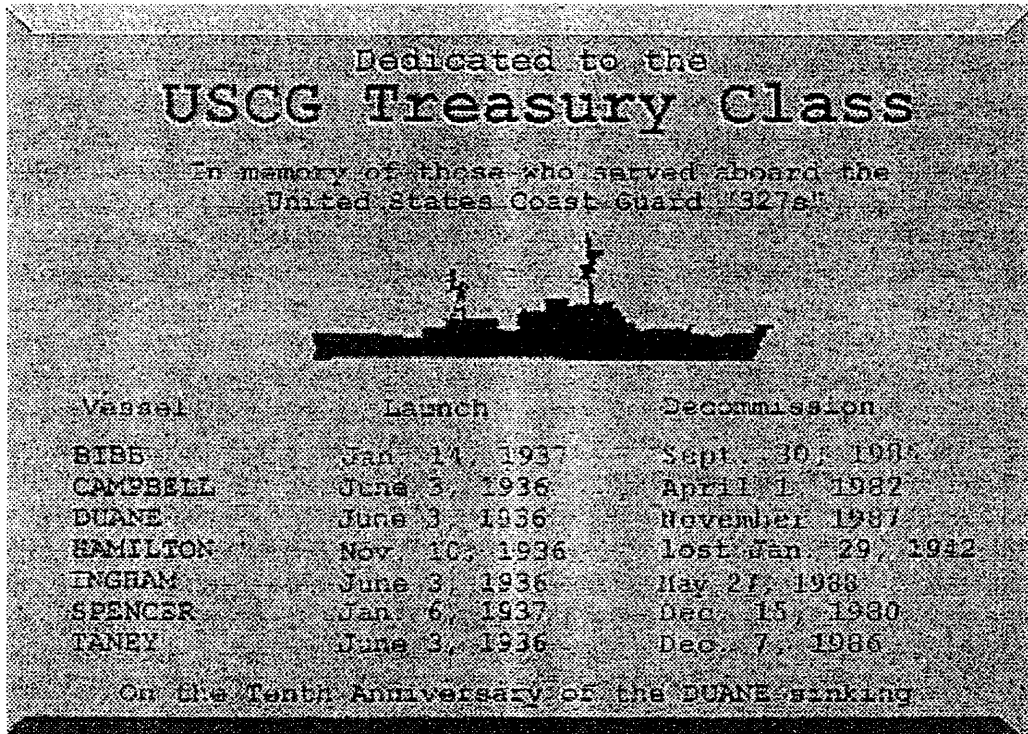 Dedicated to the
USCG Treasury Class
In memory of those who served aboard the
United States Coast Guard "327s"
Vessel Launch Decommission
BIBB Jan. 14, 1937 Sept. 30, 1985
CAMPBELL June 3, 1936 April 1 1982
DUANE June 3, 1936 November 1987
HAMILTON Nov. 10, 1936 lost Jan. 29, 1942
INGHAM June 3, 1936 May 27, 1988
SPENCER Jan. 6, 1937 Dec. 15, 1980
TANEY June 3, 1936 Dec. 7, 1986
On the Tenth Anniversary of the DUANE sinking